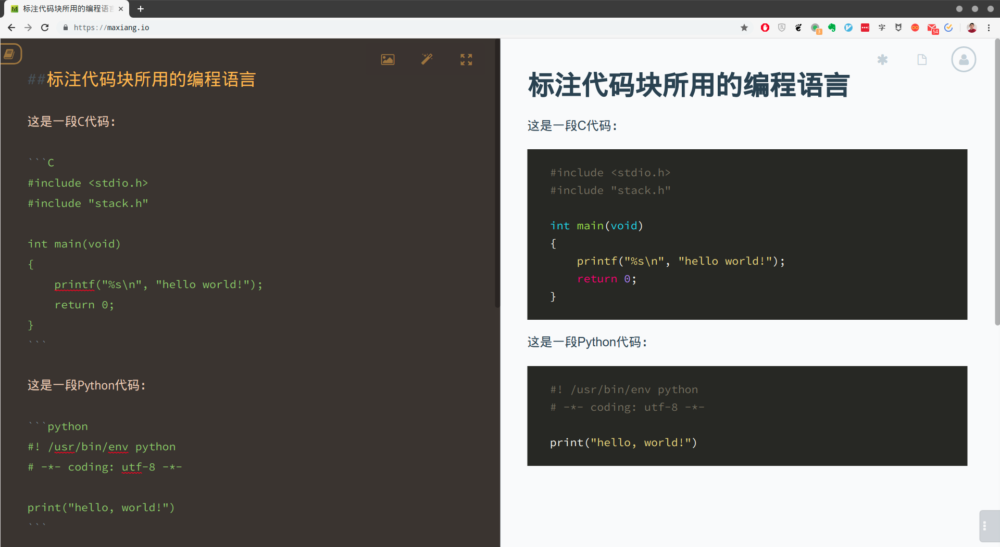 标注代码块所用的编程语言
https://maxiang.io
3
字
54
##标注代码块所用的编程语言
这是一段C代码:
```C
#include <stdio.h>
#include "stack.h"
int main(void)
{
    printf("%s\n", "hello world!");
    return 0;
}
```
这是一段Python代码:
```python
#! /usr/bin/env python
# -*- coding: utf-8 -*-
print("hello, world!")
```
标注代码块所用的编程语言
这是一段C代码:
#include <stdio.h>
#include "stack.h"
int main(void)
{
    printf("%s\n", "hello world!");
    return 0;
}
这是一段Python代码:
#! /usr/bin/env python
# -*- coding: utf-8 -*-
print("hello, world!")